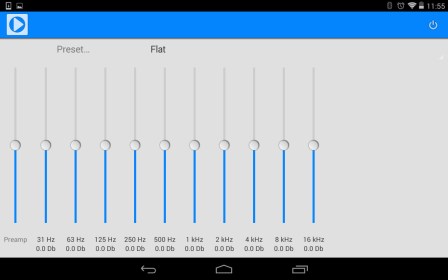 11:55
Preset... Flat
Preamp 31 Hz 63 Hz 125 Hz 250 Hz 500 Hz 1 kHz 2 kHz 4 kHz 8 kHz 16 kHz
0.0 Db 0.0 Db 0.0 Db 0.0 Db 0.0 Db 0.0 Db 0.0 Db 0.0 Db 0.0 Db 0.0 Db